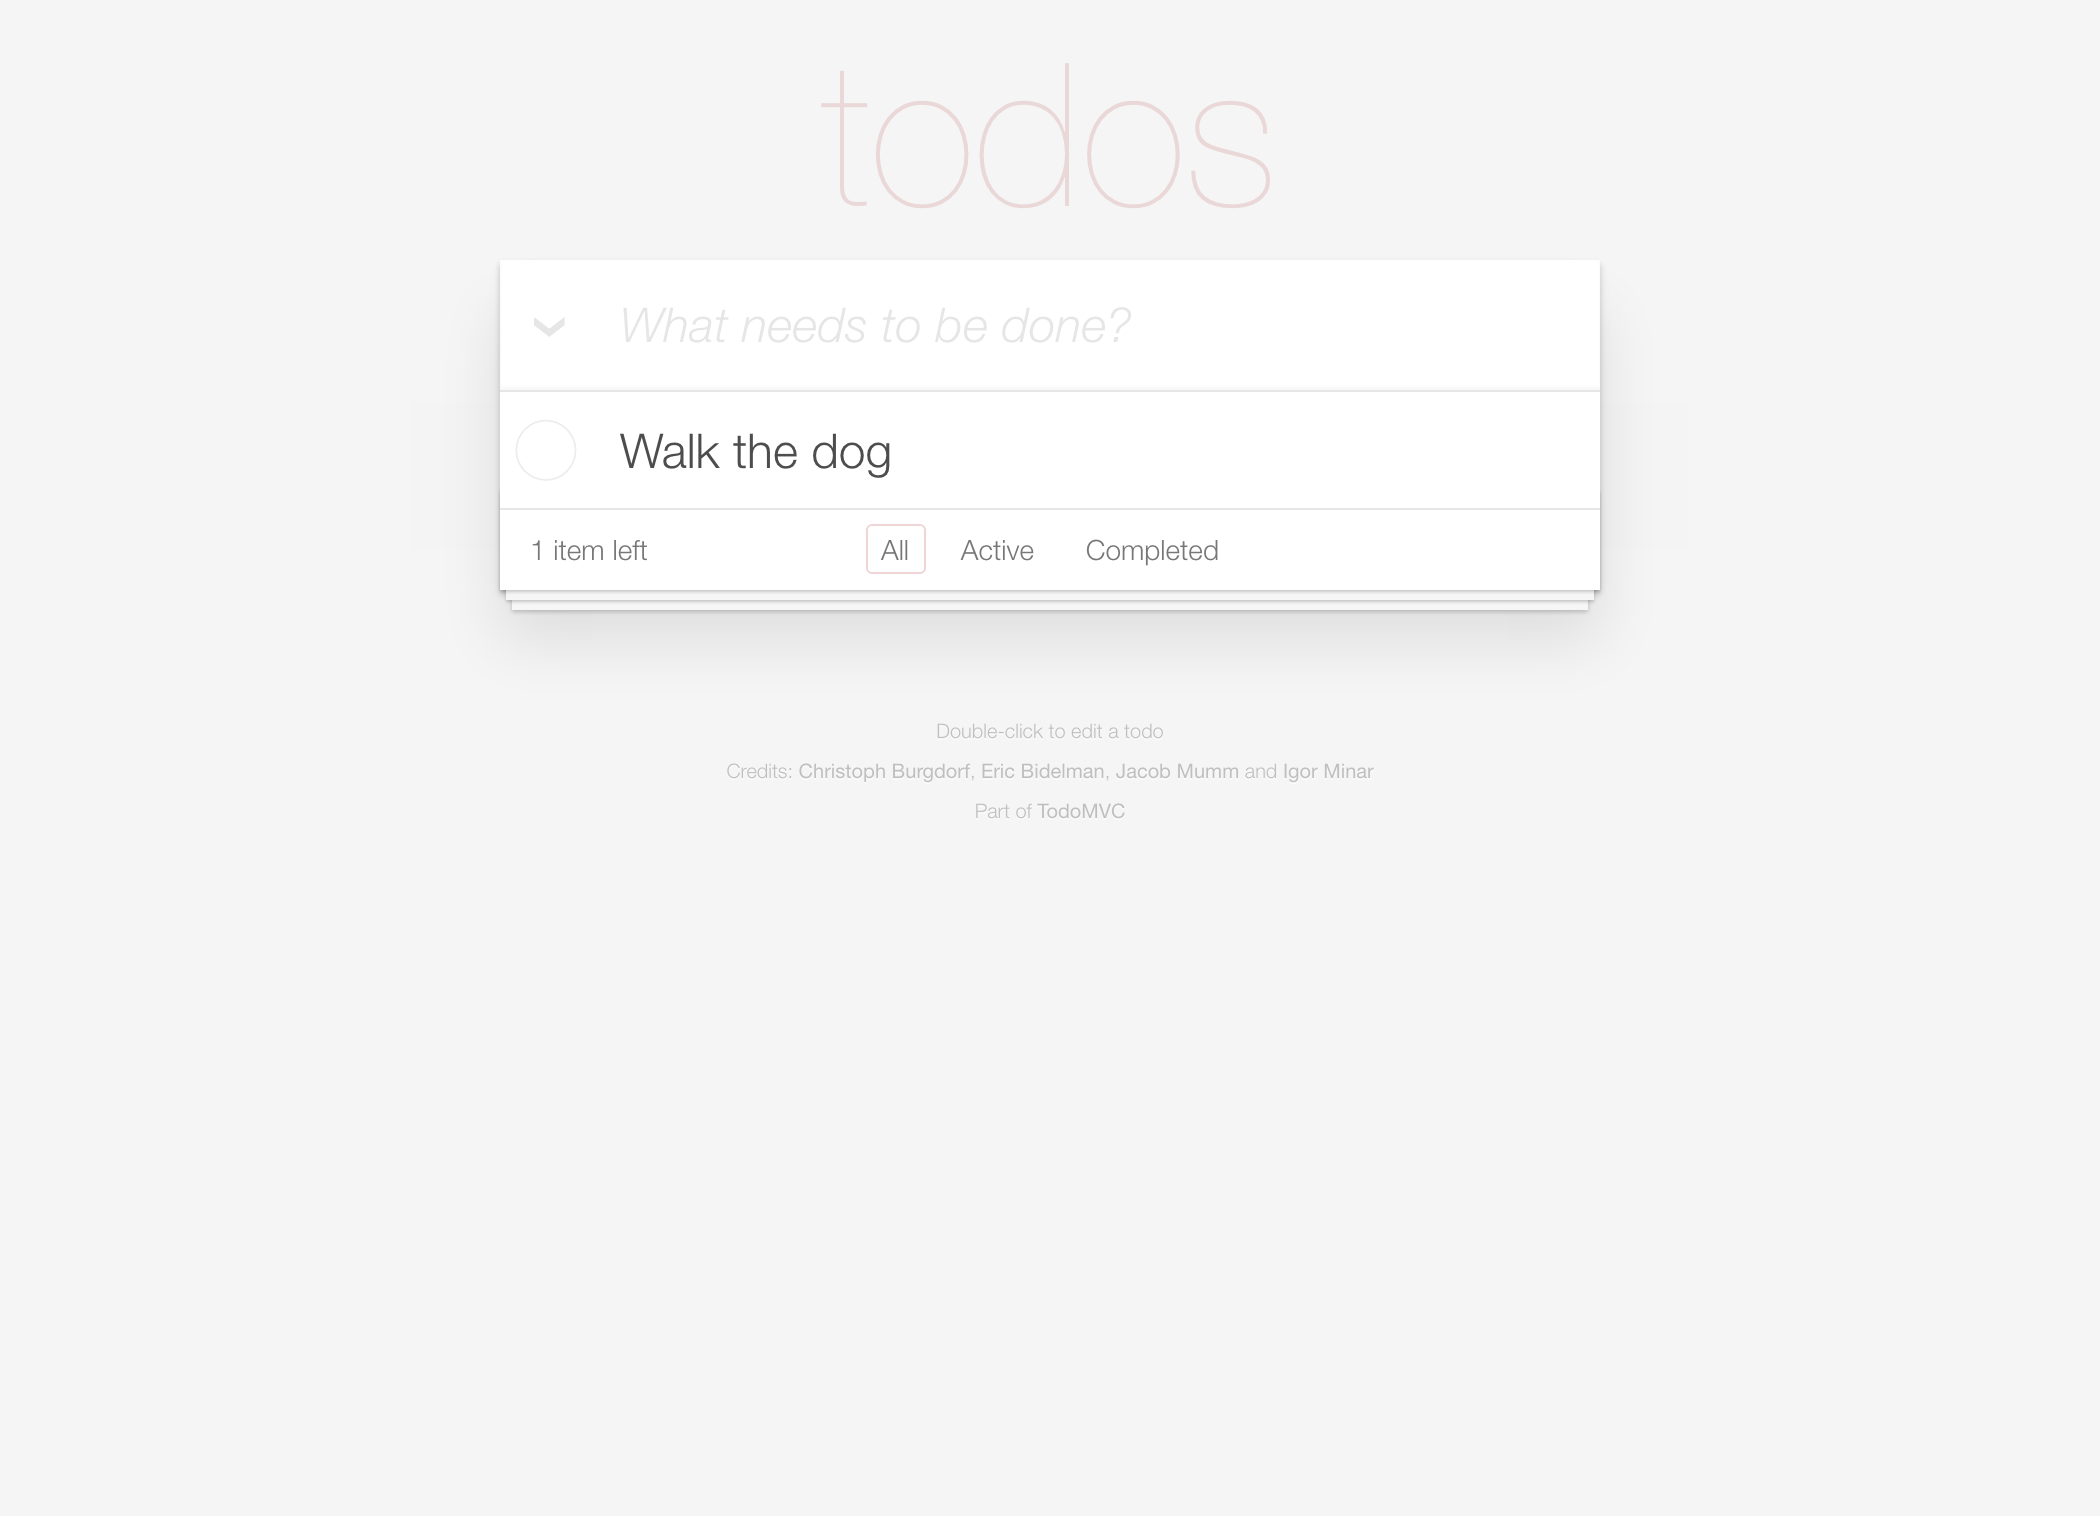 todos
What needs to be done?
Walk the dog
1 item left All Active Completed
Double-click to edit a todo
Credits: Christoph Burgdorf, Eric Bidelman, Jacob Mumm and Igor Minar
Part of TodoMVC